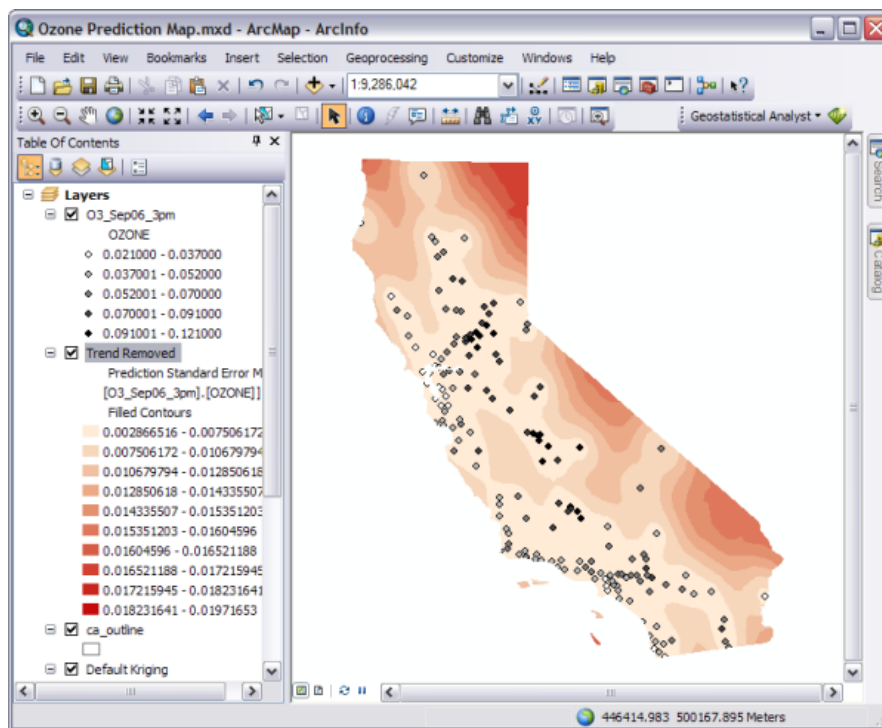 Ozone Prediction Map.mxd - ArcMap - ArcInfo
File Edit View Bookmarks Insert Selection Geoprocessing Customize Windows Help
1:9,286,042
Geostatistical Analyst
Table Of Contents
Layers
O3_Sep06_3pm
OZONE
0.021000 - 0.037000
0.037001 - 0.052000
0.052001 - 0.070000
0.070001 - 0.091000
0.091001 - 0.121000
Trend Removed
Prediction Standard Error M
[O3_Sep06_3pm].[OZONE]]
Filled Contours
0.002866516 - 0.007506172
0.007506172 - 0.010679794
0.010679794 - 0.012850618
0.012850618 - 0.014335507
0.014335507 - 0.015351203
0.015351203 - 0.01604596
0.01604596 - 0.016521188
0.016521188 - 0.017215945
0.017215945 - 0.018231641
0.018231641 - 0.01971653
ca_outline
Default Kriging
Search
Catalog
446414.983 500167.895 Meters